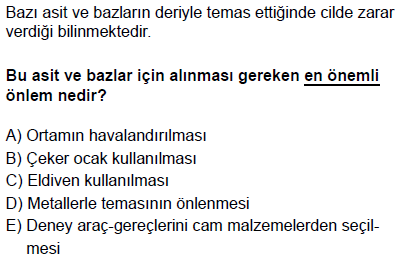 Bazı asit ve bazların deriyle temas ettiğinde cilde zarar
verdiği bilinmektedir.
Bu asit ve bazlar için alınması gereken en önemli
önlem nedir?
A) Ortamın havalandırılması
B) Çeker ocak kullanılması
C) Eldiven kullanılması
D) Metallerle temasının önlenmesi
E) Deney araç-gereçlerini cam malzemelerden seçil-
mesi